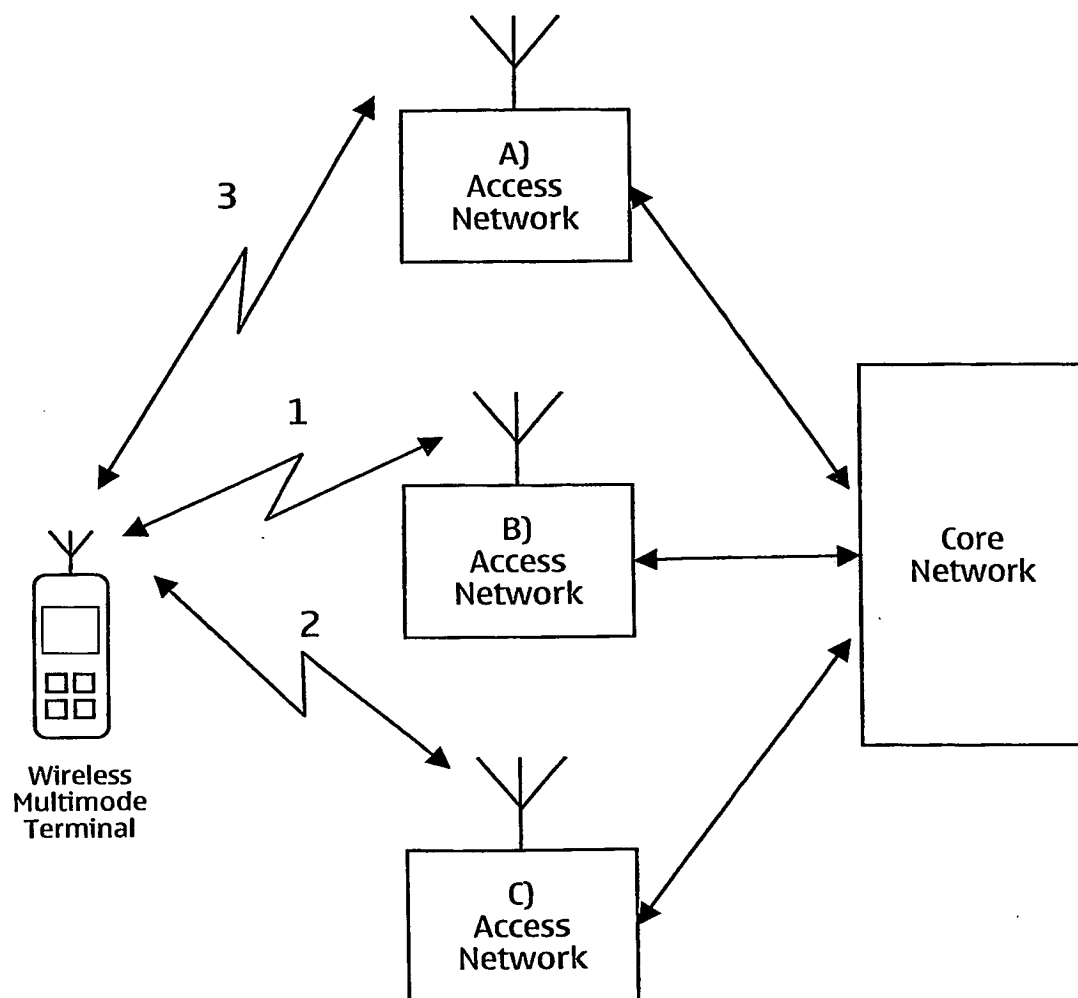 A)
Access
Network
3
1
B)
Access
Network
Core
Network
2
Wireless
Multimode
Terminal
C)
Access
Network